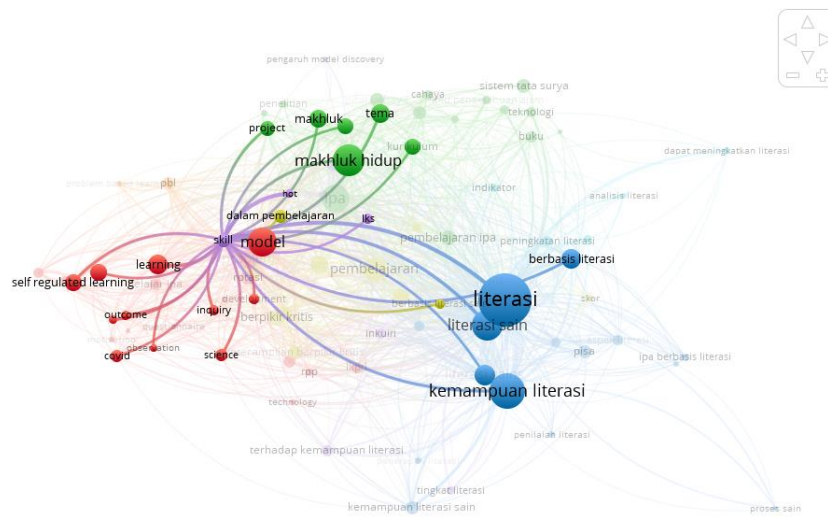 pengaruh model discovery
sistem tata surya
cahaya
penelitian
makhluk
tema
teknologi
project
buku
kurikulum
makhluk hidup
dapat meningkatkan literasi
pbl
hot
indikator
analisis literasi
ipa
dalam pembelajaran
lks
skill
model
pembelajaran ipa
peningkatan literasi
berbasis literasi
learning
pembelajaran
self regulated learning
rotasi
literasi
development
skor
outcome
inquiry
berpikir kritis
literasi sain
inkuiri
covid
observation
science
pisa
ipa berbasis literasi
rpp
kemampuan literasi
technology
penilaian literasi
terhadap kemampuan literasi
tingkat literasi
kemampuan literasi sain
proses sain